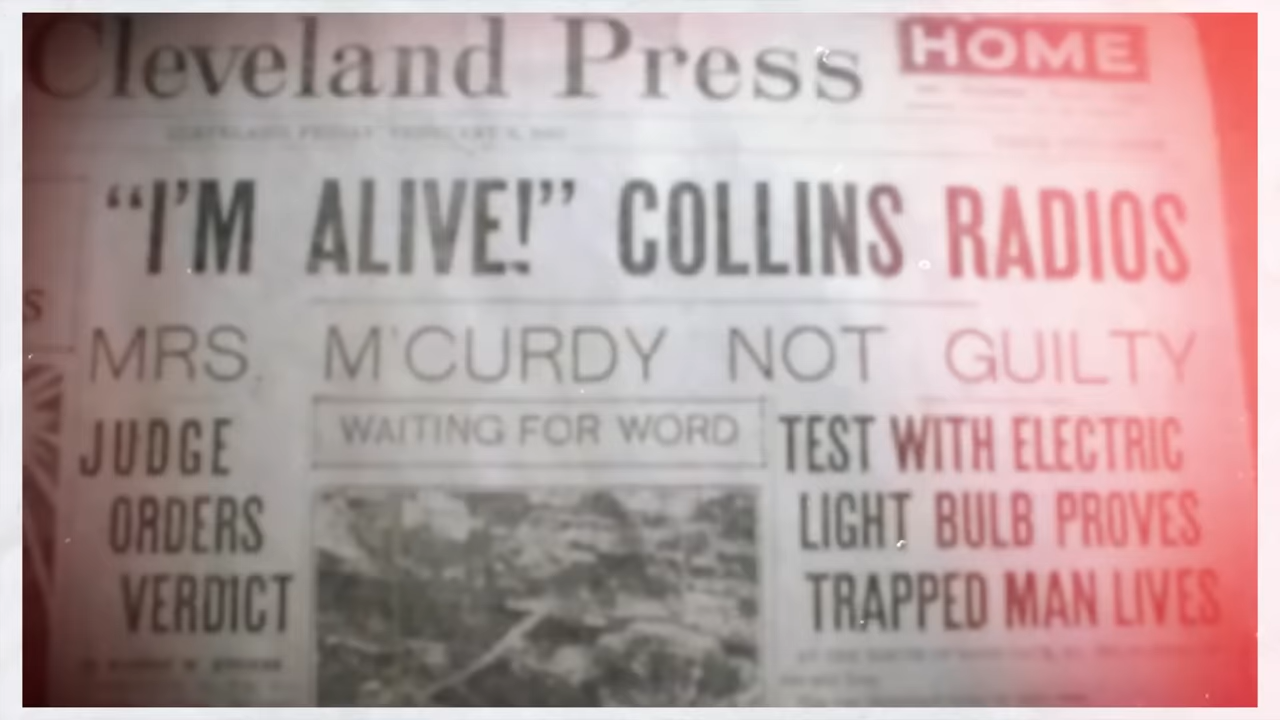 Cleveland Press
HOME
"I'M ALIVE!" COLLINS RADIOS
MRS. M'CURDY NOT GUILTY
JUDGE
ORDERS
VERDICT
WAITING FOR WORD
TEST WITH ELECTRIC
LIGHT BULB PROVES
TRAPPED MAN LIVES
S